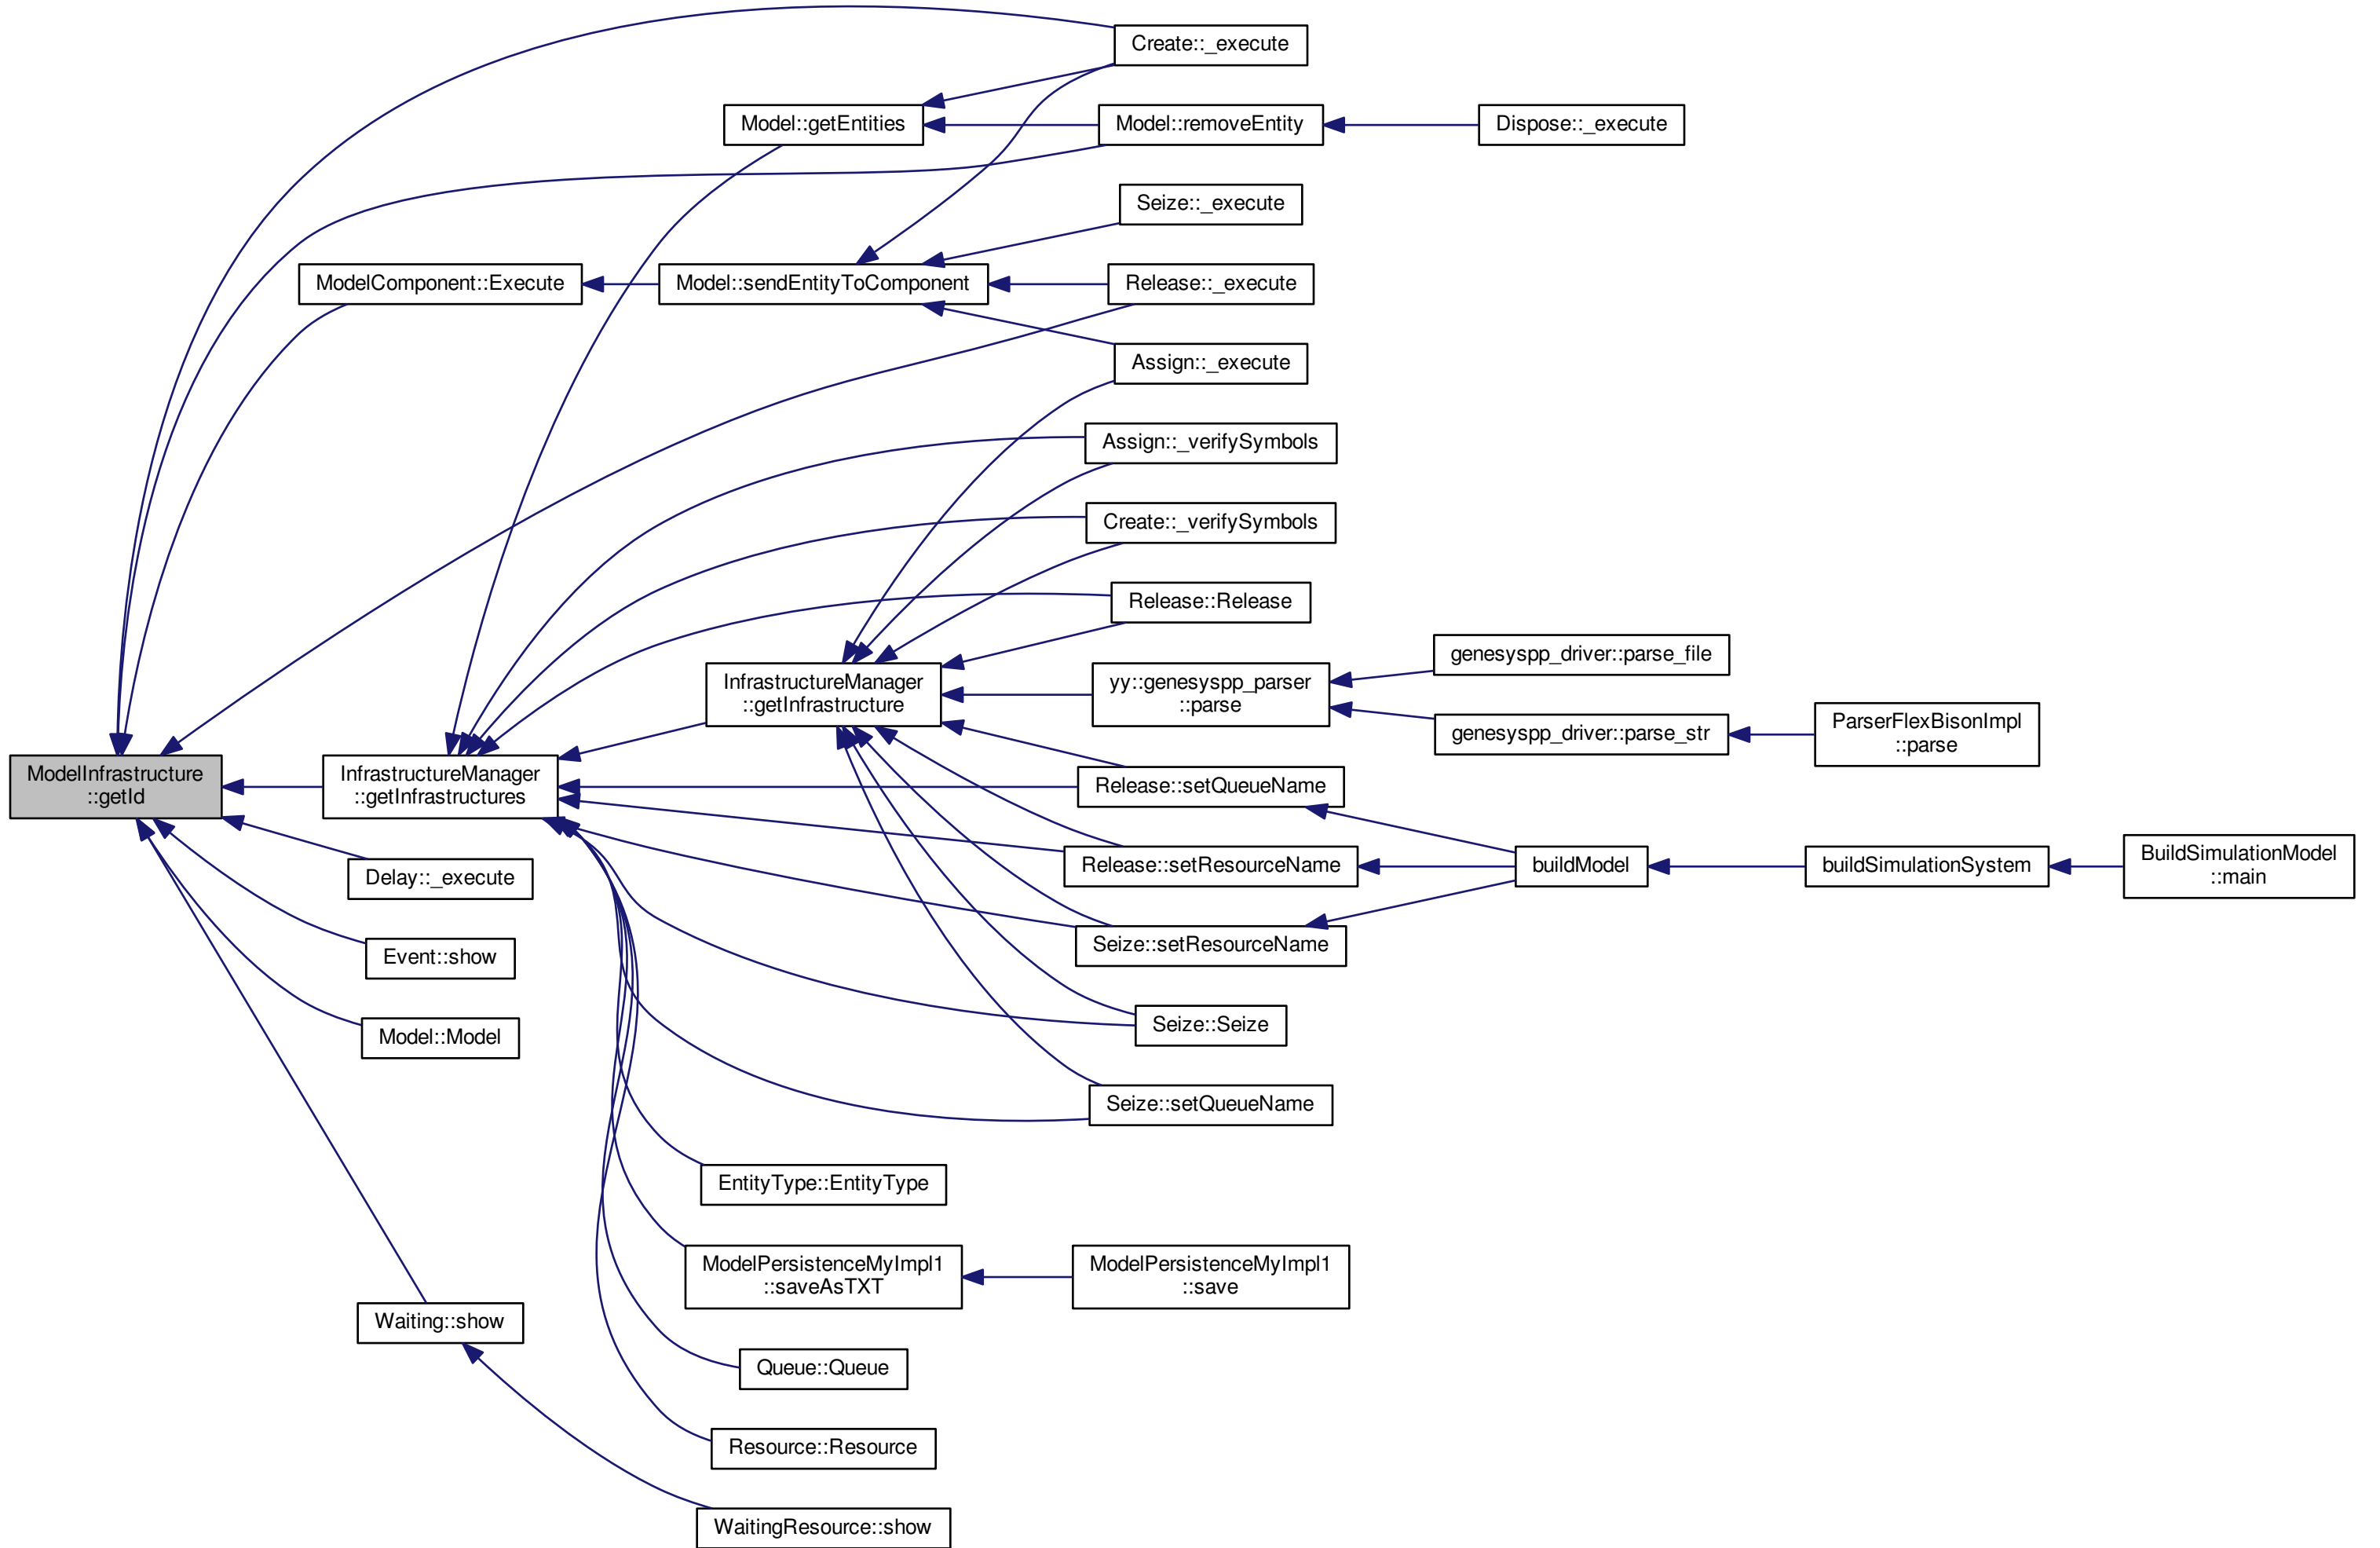 Create::_execute
Model::getEntities
Model::removeEntity
Dispose::_execute
Seize::_execute
ModelComponent::Execute
Model::sendEntityToComponent
Release::_execute
Assign::_execute
Assign::_verifySymbols
Create::_verifySymbols
Release::Release
InfrastructureManager
::getInfrastructure
yy::genesyspp_parser
::parse
genesyspp_driver::parse_file
genesyspp_driver::parse_str
ParserFlexBisonImpl
::parse
ModelInfrastructure
::getId
InfrastructureManager
::getInfrastructures
Release::setQueueName
Delay::_execute
Release::setResourceName
buildModel
buildSimulationSystem
BuildSimulationModel
::main
Event::show
Seize::setResourceName
Model::Model
Seize::Seize
Seize::setQueueName
EntityType::EntityType
ModelPersistenceMyImpl1
::saveAsTXT
ModelPersistenceMyImpl1
::save
Waiting::show
Queue::Queue
Resource::Resource
WaitingResource::show